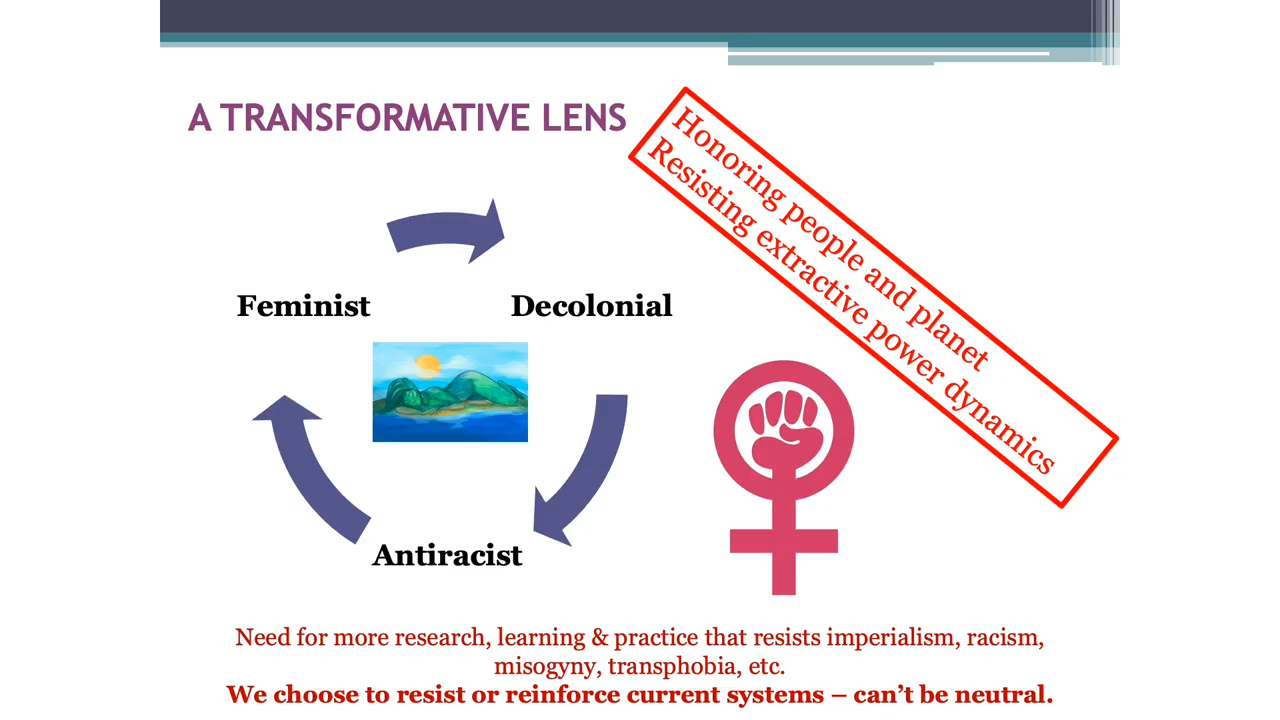 A TRANSFORMATIVE LENS
Honoring people and planet
Resisting extractive power dynamics
Feminist
Decolonial
Antiracist
Need for more research, learning & practice that resists imperialism, racism,
misogyny, transphobia, etc.
We choose to resist or reinforce current systems – can’t be neutral.